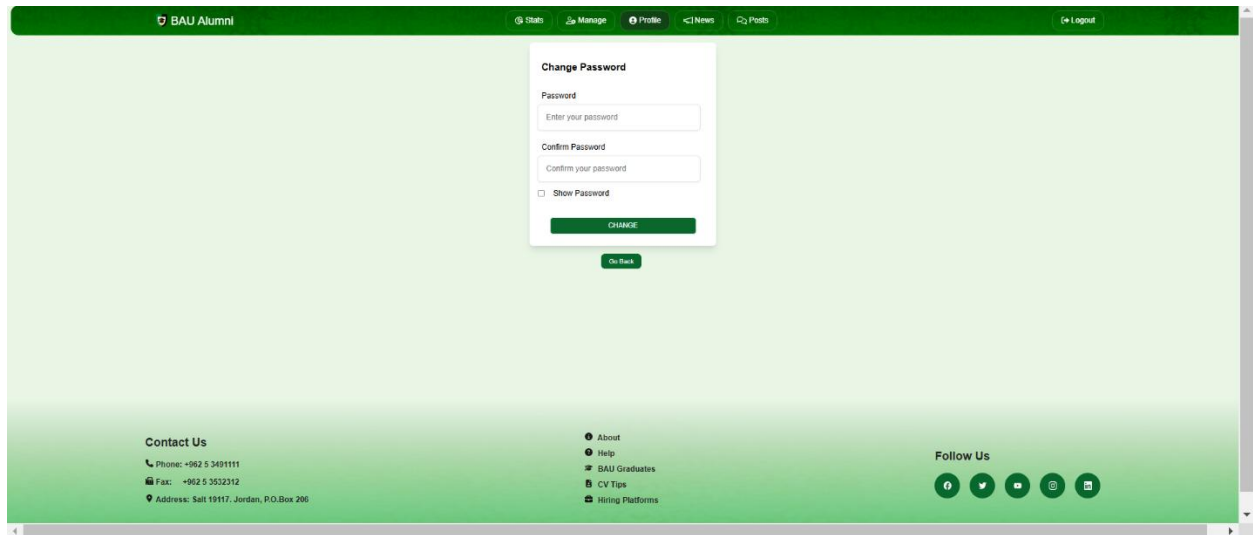 BAU Alumni
Stats
Manage
Profile
News
Posts
Logout
Change Password
Password
Enter your password
Confirm Password
Confirm your password
Show Password
CHANGE
Go Back
Contact Us
Phone: +962 5 3491111
Fax: +962 5 3532312
Address: Salt 19117. Jordan, P.O.Box 206
About
Help
BAU Graduates
CV Tips
Hiring Platforms
Follow Us